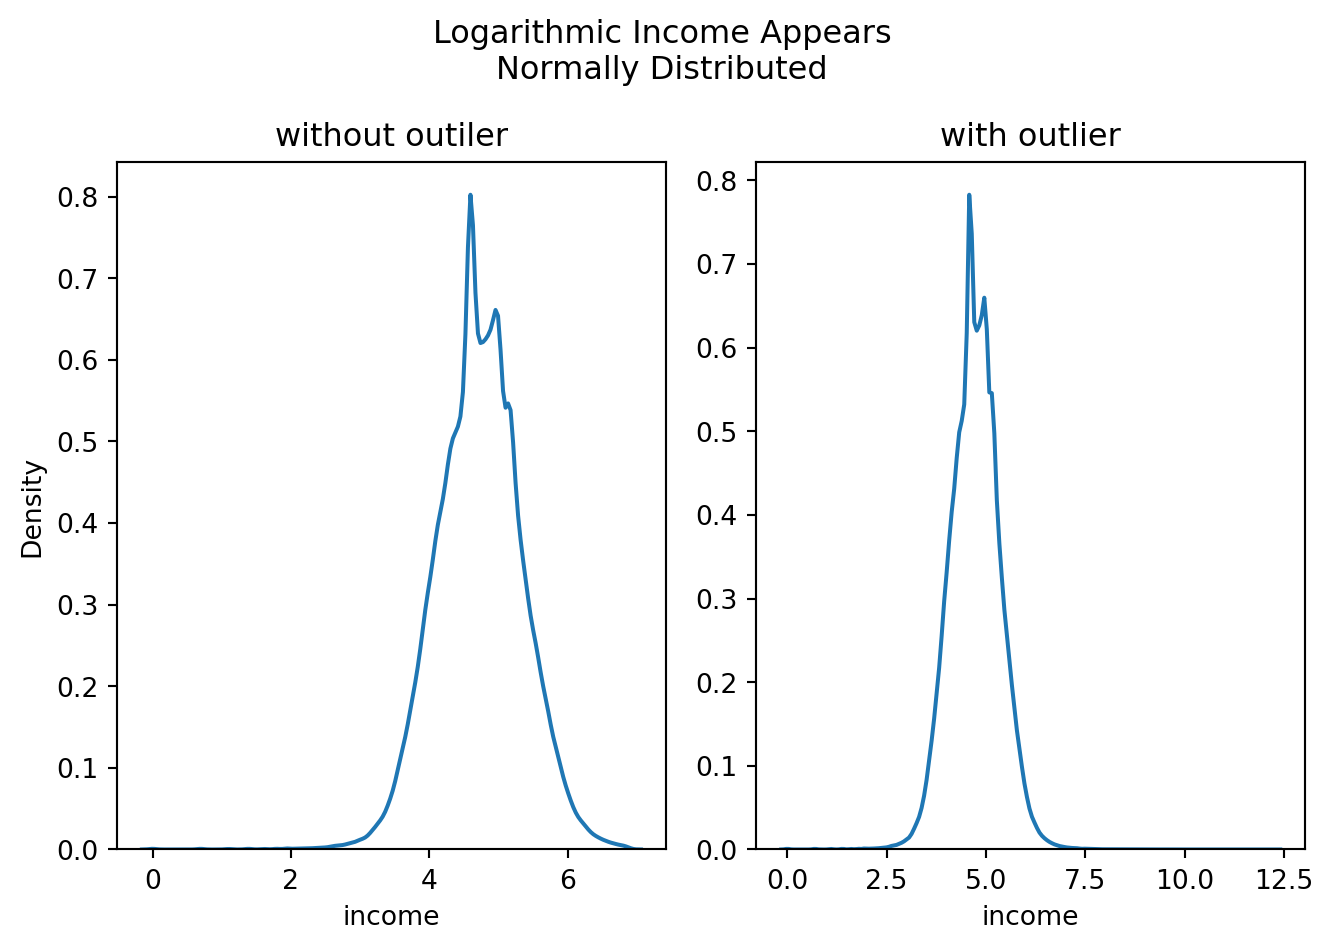 Logarithmic Income Appears
Normally Distributed
without outiler
with outlier
Density
0.8
0.7
0.6
0.5
0.4
0.3
0.2
0.1
0.0
0 2 4 6
income
0.8
0.7
0.6
0.5
0.4
0.3
0.2
0.1
0.0
0.0 2.5 5.0 7.5 10.0 12.5
income